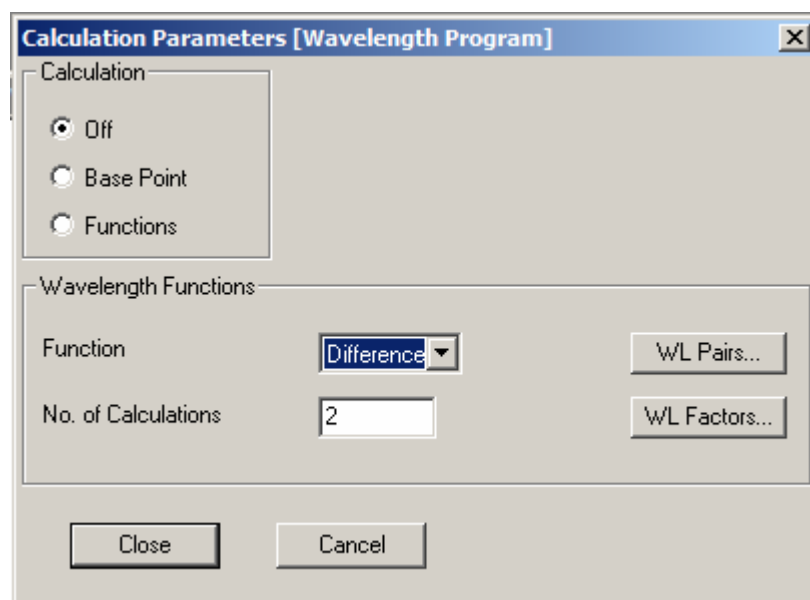 Calculation Parameters [Wavelength Program]
Calculation
Off
Base Point
Functions
Wavelength Functions
Function Difference WL Pairs...
No. of Calculations 2 WL Factors...
Close Cancel